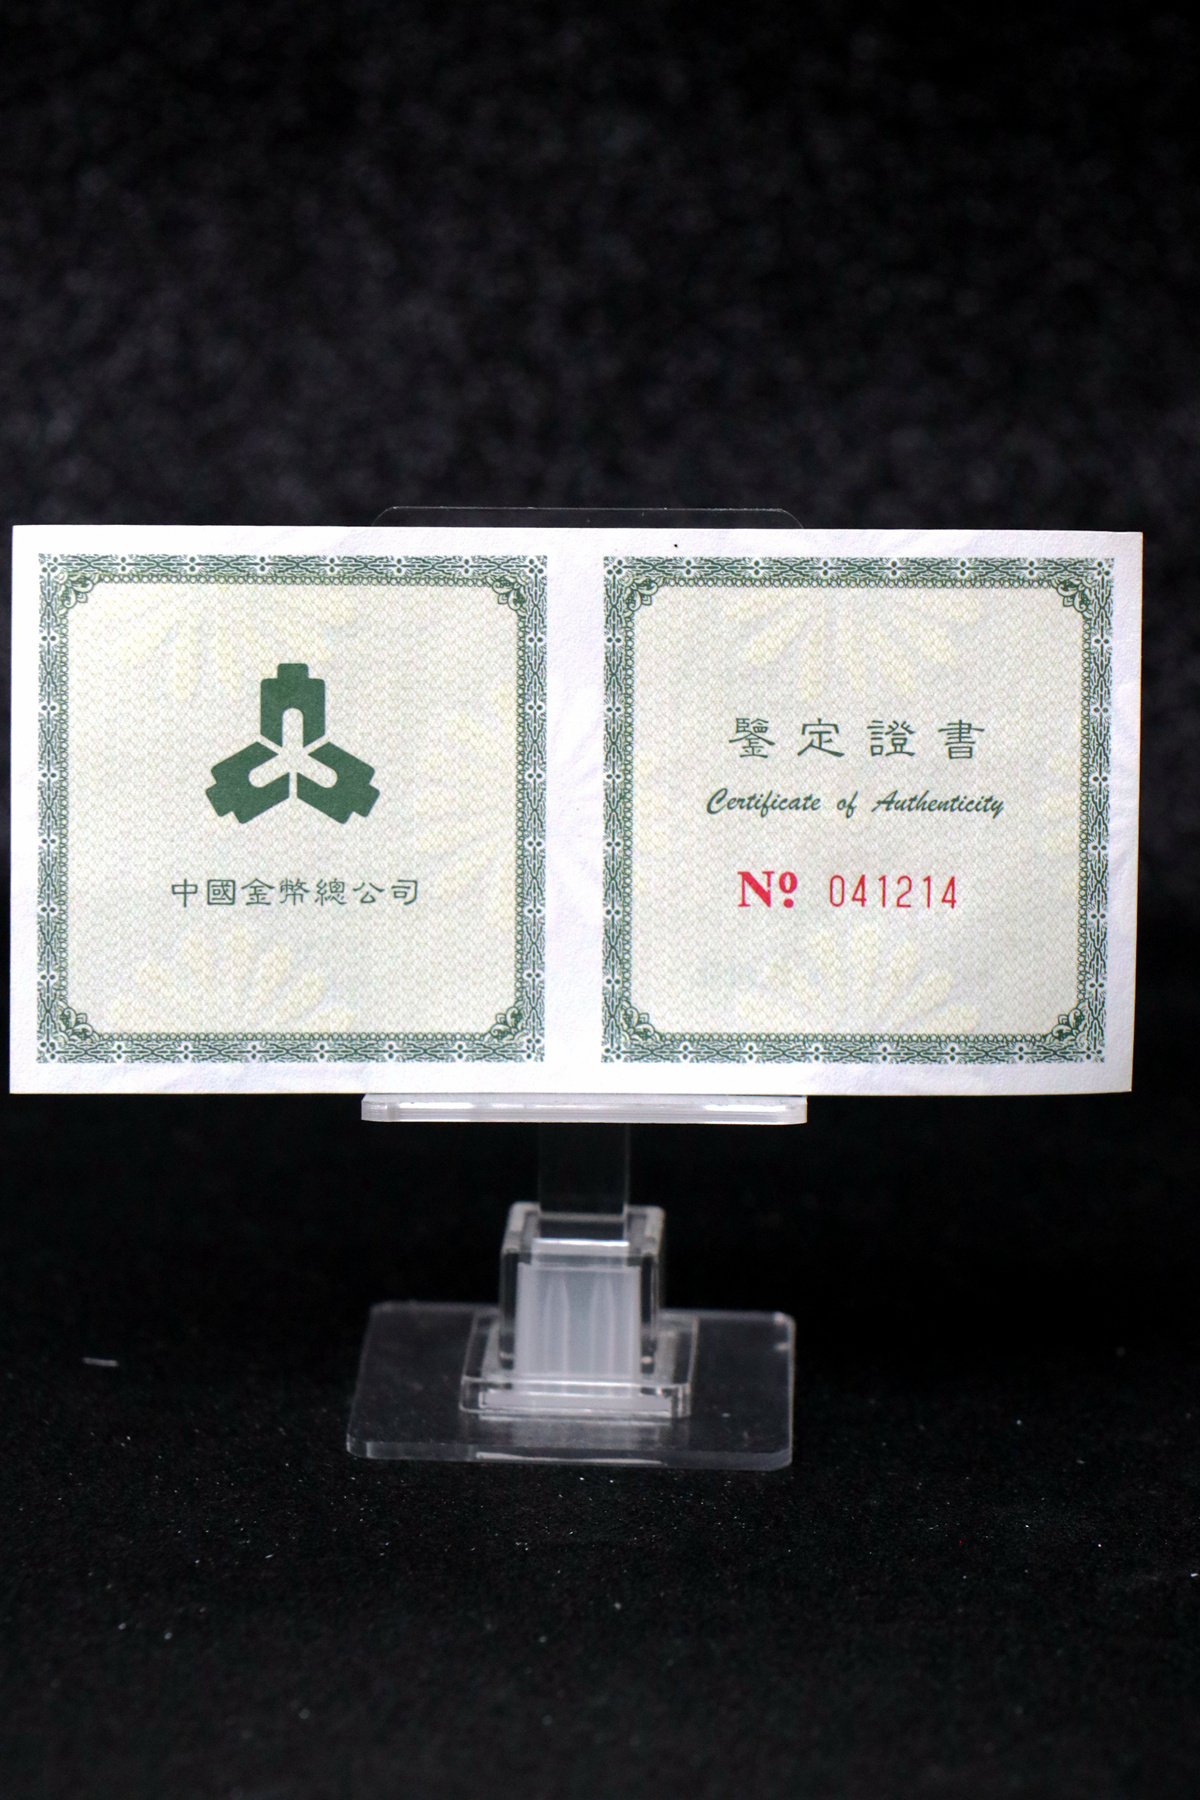 中國金幣總公司
鑒定證書
Certificate of Authenticity
Nº 041214